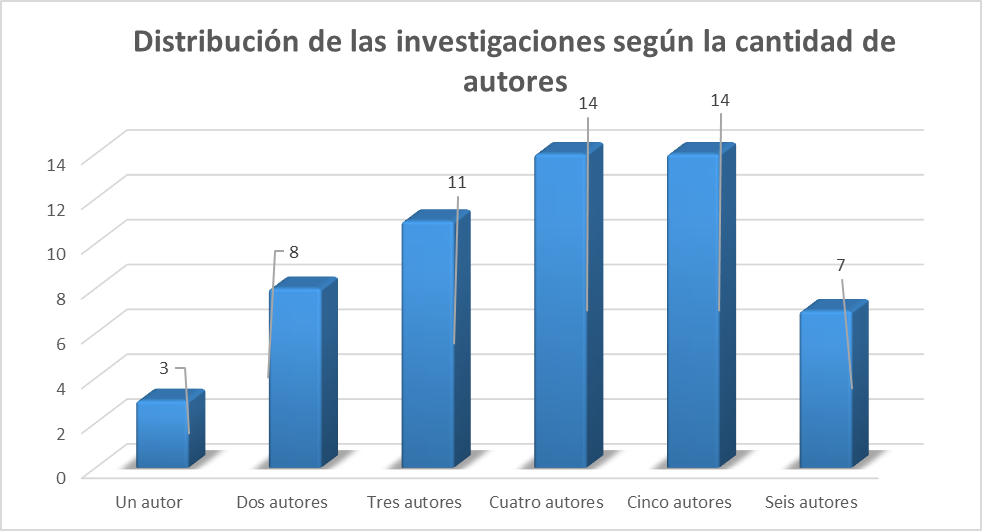 Distribución de las investigaciones según la cantidad de
autores
14
14
11
8
7
3
14
12
10
8
6
4
2
0
Un autor
Dos autores
Tres autores
Cuatro autores
Cinco autores
Seis autores